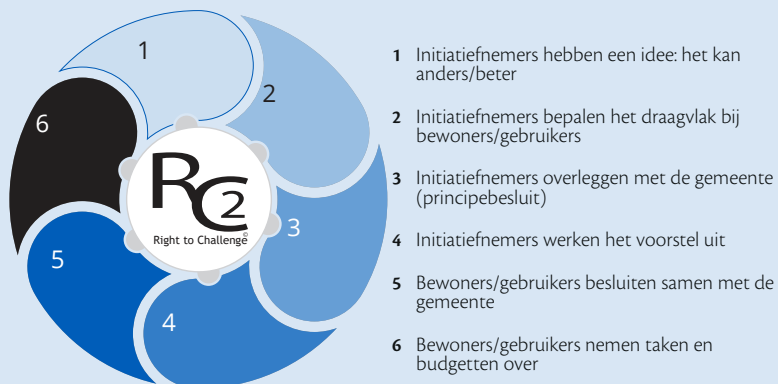 1
2
3
4
5
6
RC2
Right to Challenge©
1 Initiatiefnemers hebben een idee: het kan
anders/beter
2 Initiatiefnemers bepalen het draagvlak bij
bewoners/gebruikers
3 Initiatiefnemers overleggen met de gemeente
(principebesluit)
4 Initiatiefnemers werken het voorstel uit
5 Bewoners/gebruikers besluiten samen met de
gemeente
6 Bewoners/gebruikers nemen taken en
budgetten over